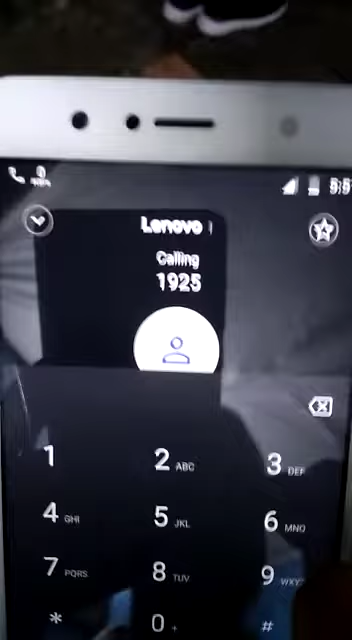 Lenovo
Calling
1925
1
2 ABC
3 DEF
4 GHI
5 JKL
6 MNO
7 PQRS
8 TUV
9 WXY
*
0 +
#